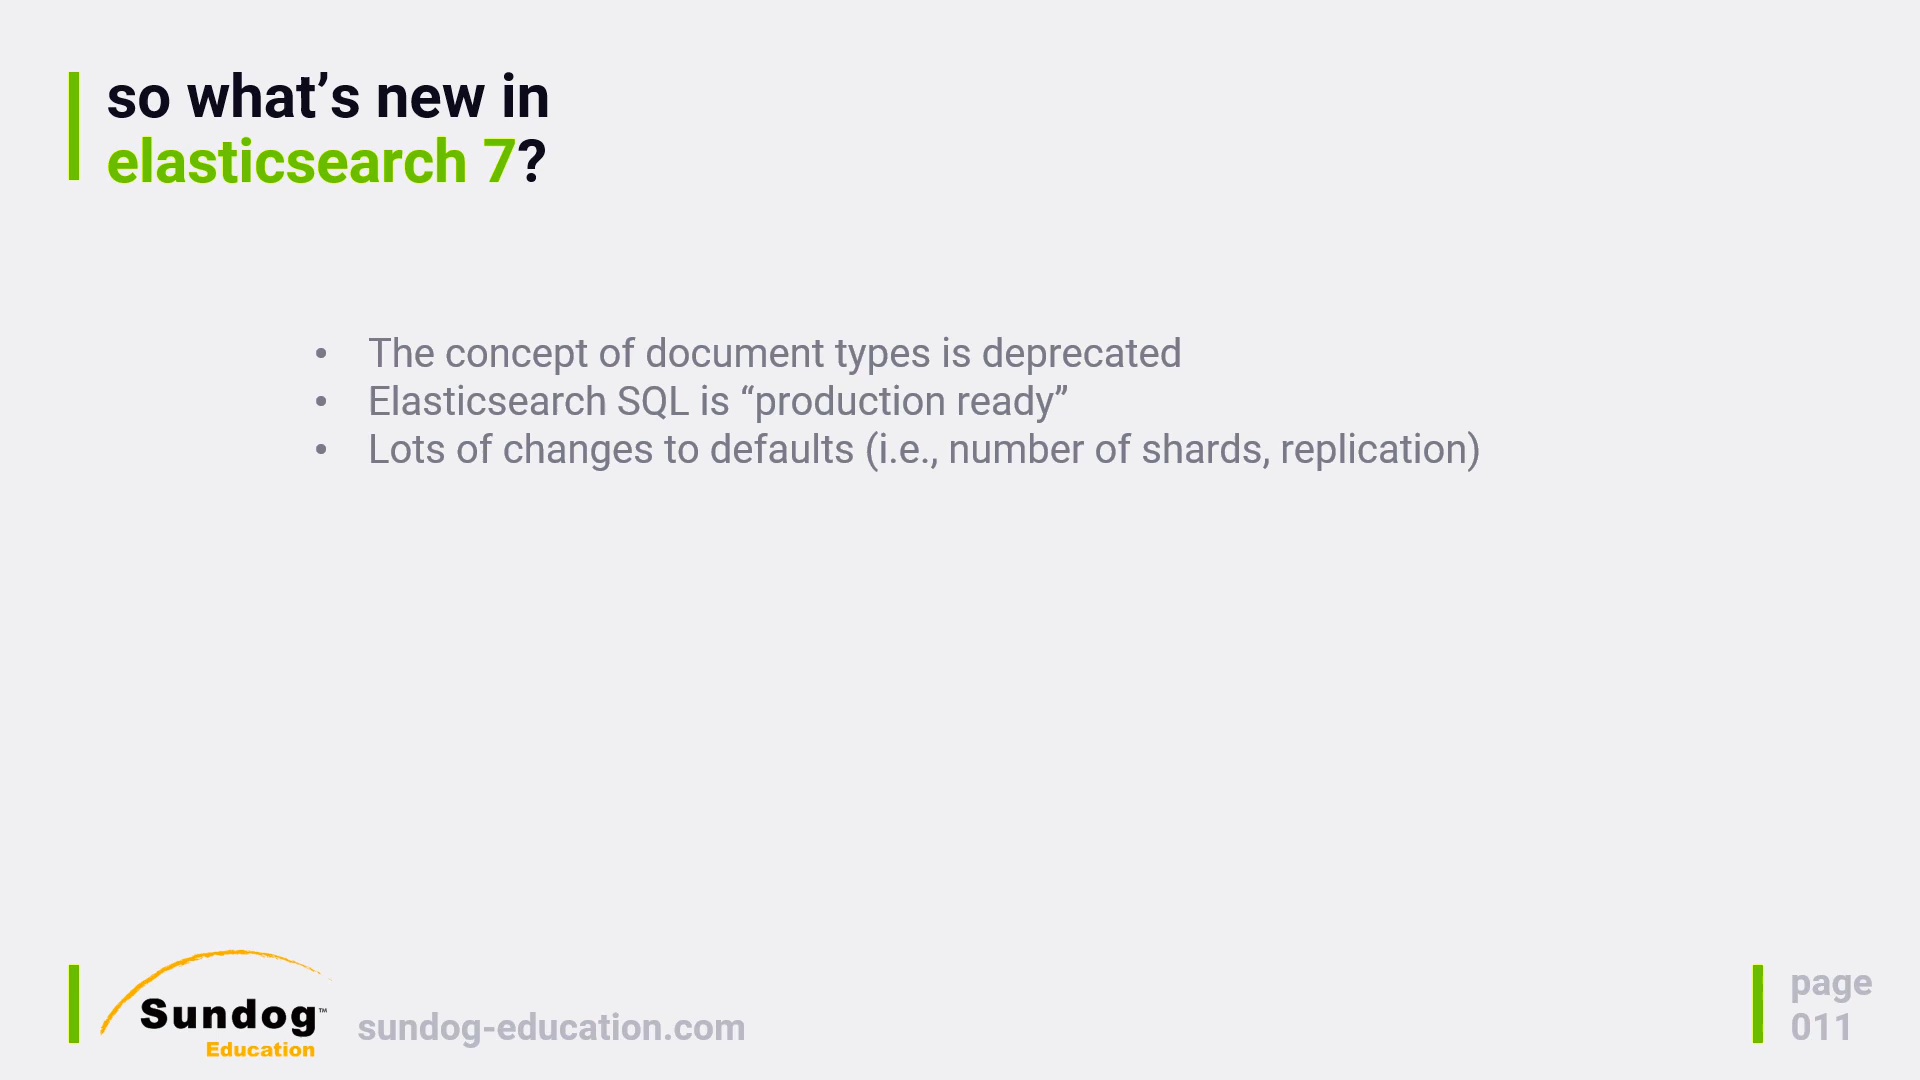 so what’s new in
elasticsearch 7?
• The concept of document types is deprecated
• Elasticsearch SQL is “production ready”
• Lots of changes to defaults (i.e., number of shards, replication)
Sundog™
Education
sundog-education.com
page
011